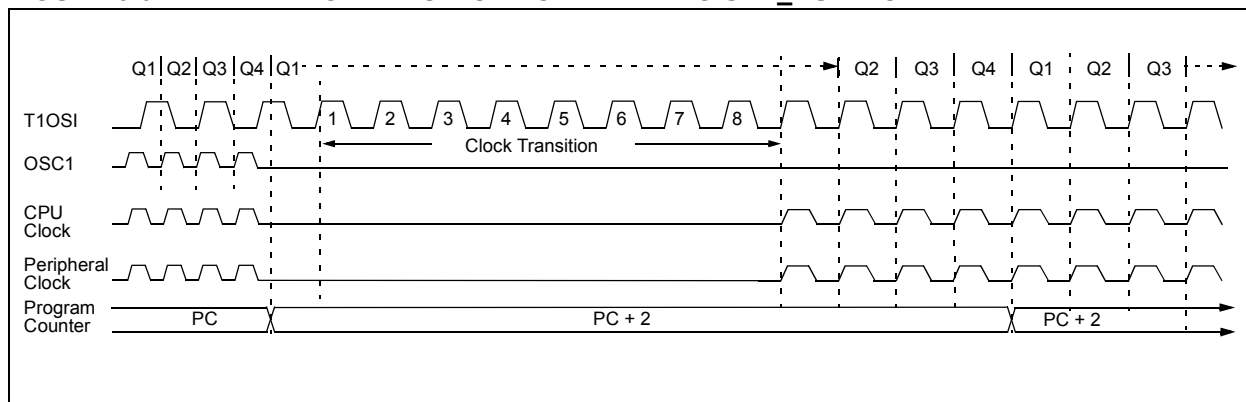 Q1 Q2 Q3 Q4 Q1 Q2 Q3 Q4 Q1 Q2 Q3
T1OSI 1 2 3 4 5 6 7 8
Clock Transition
OSC1
CPU
Clock
Peripheral
Clock
Program
Counter
PC PC + 2 PC + 2